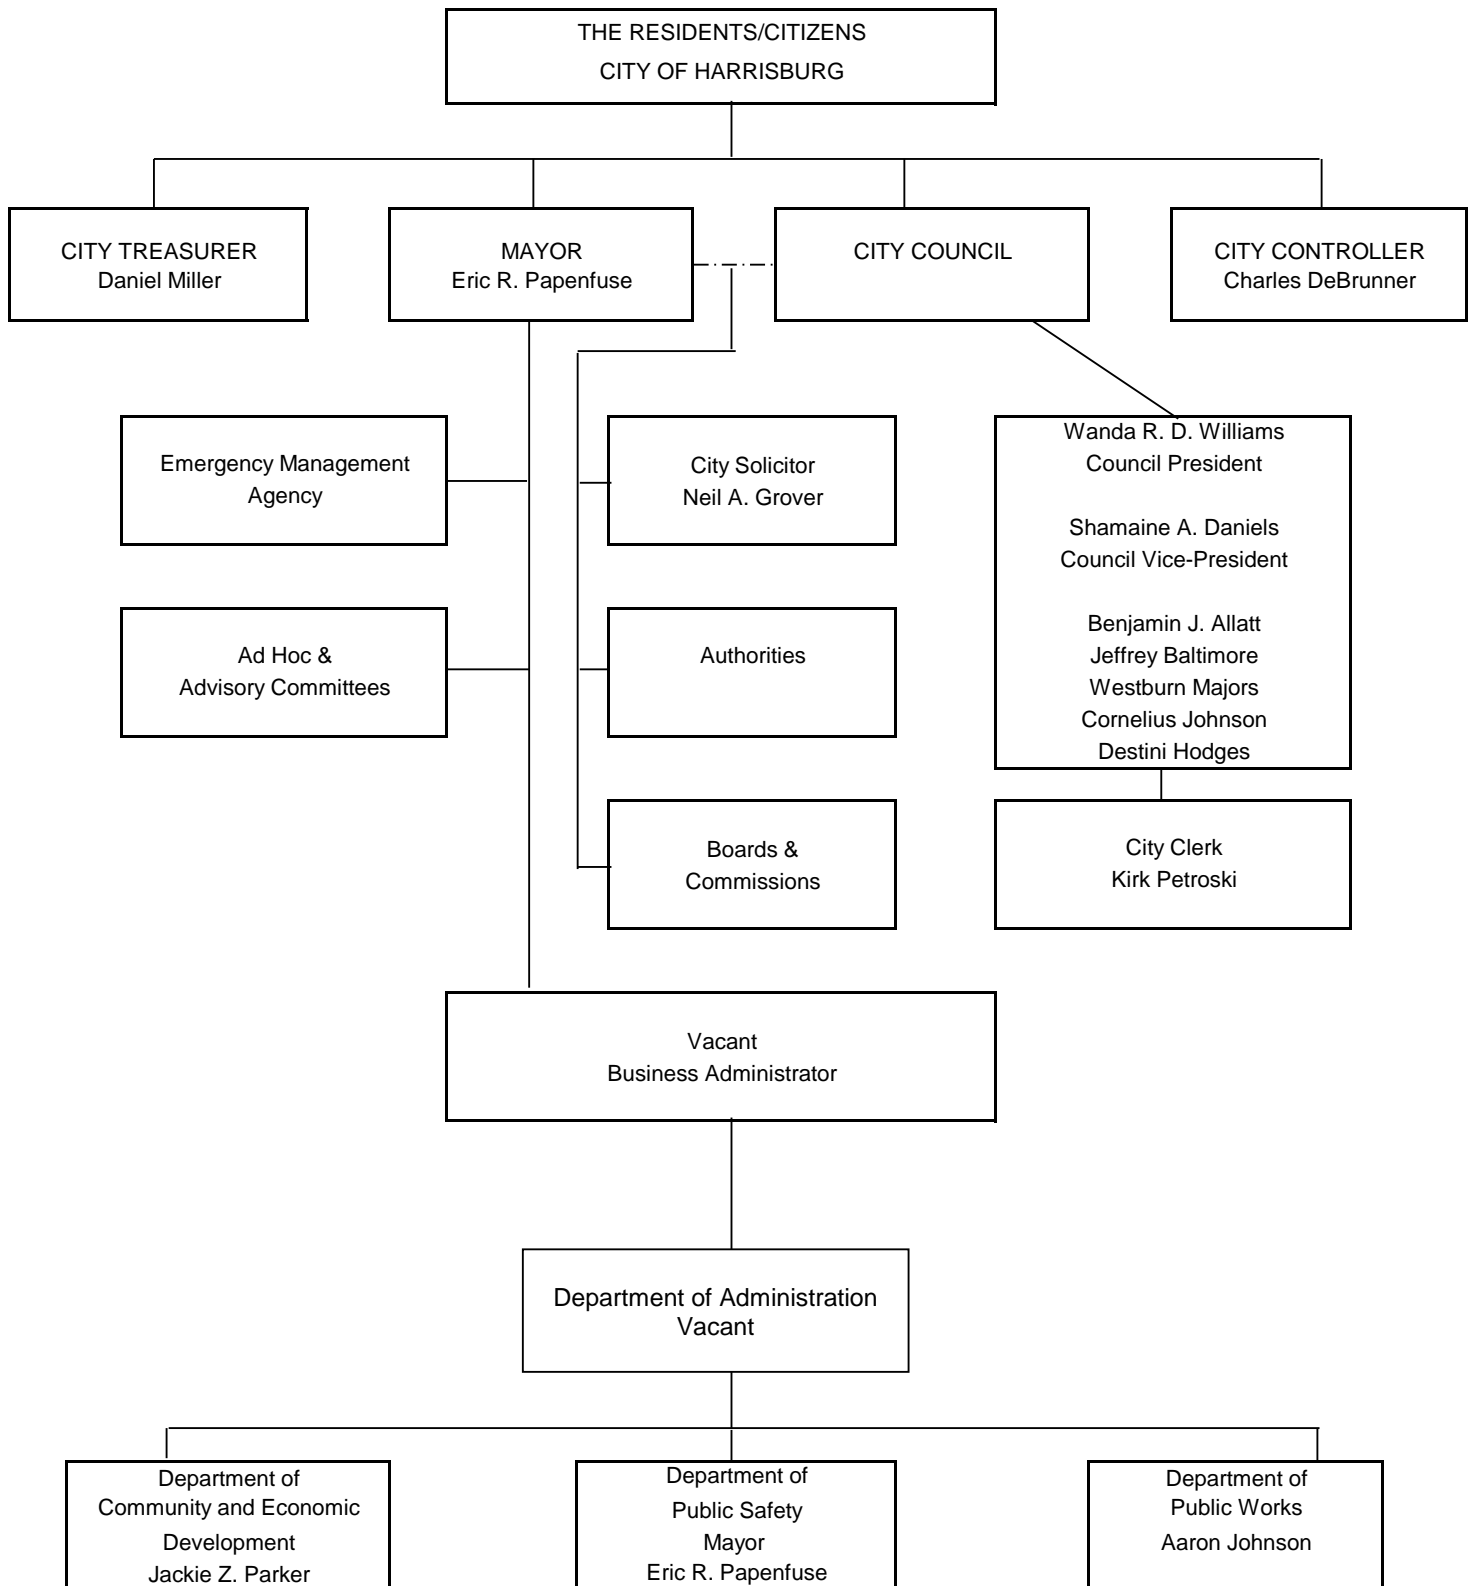 THE RESIDENTS/CITIZENS
CITY OF HARRISBURG
CITY TREASURER
Daniel Miller
MAYOR
Eric R. Papenfuse
CITY COUNCIL
CITY CONTROLLER
Charles DeBrunner
Emergency Management
Agency
City Solicitor
Neil A. Grover
Wanda R. D. Williams
Council President
Shamaine A. Daniels
Council Vice-President
Benjamin J. Allatt
Jeffrey Baltimore
Westburn Majors
Cornelius Johnson
Destini Hodges
Ad Hoc &
Advisory Committees
Authorities
Boards &
Commissions
City Clerk
Kirk Petroski
Vacant
Business Administrator
Department of Administration
Vacant
Department of
Community and Economic
Development
Jackie Z. Parker
Department of
Public Safety
Mayor
Eric R. Papenfuse
Department of
Public Works
Aaron Johnson